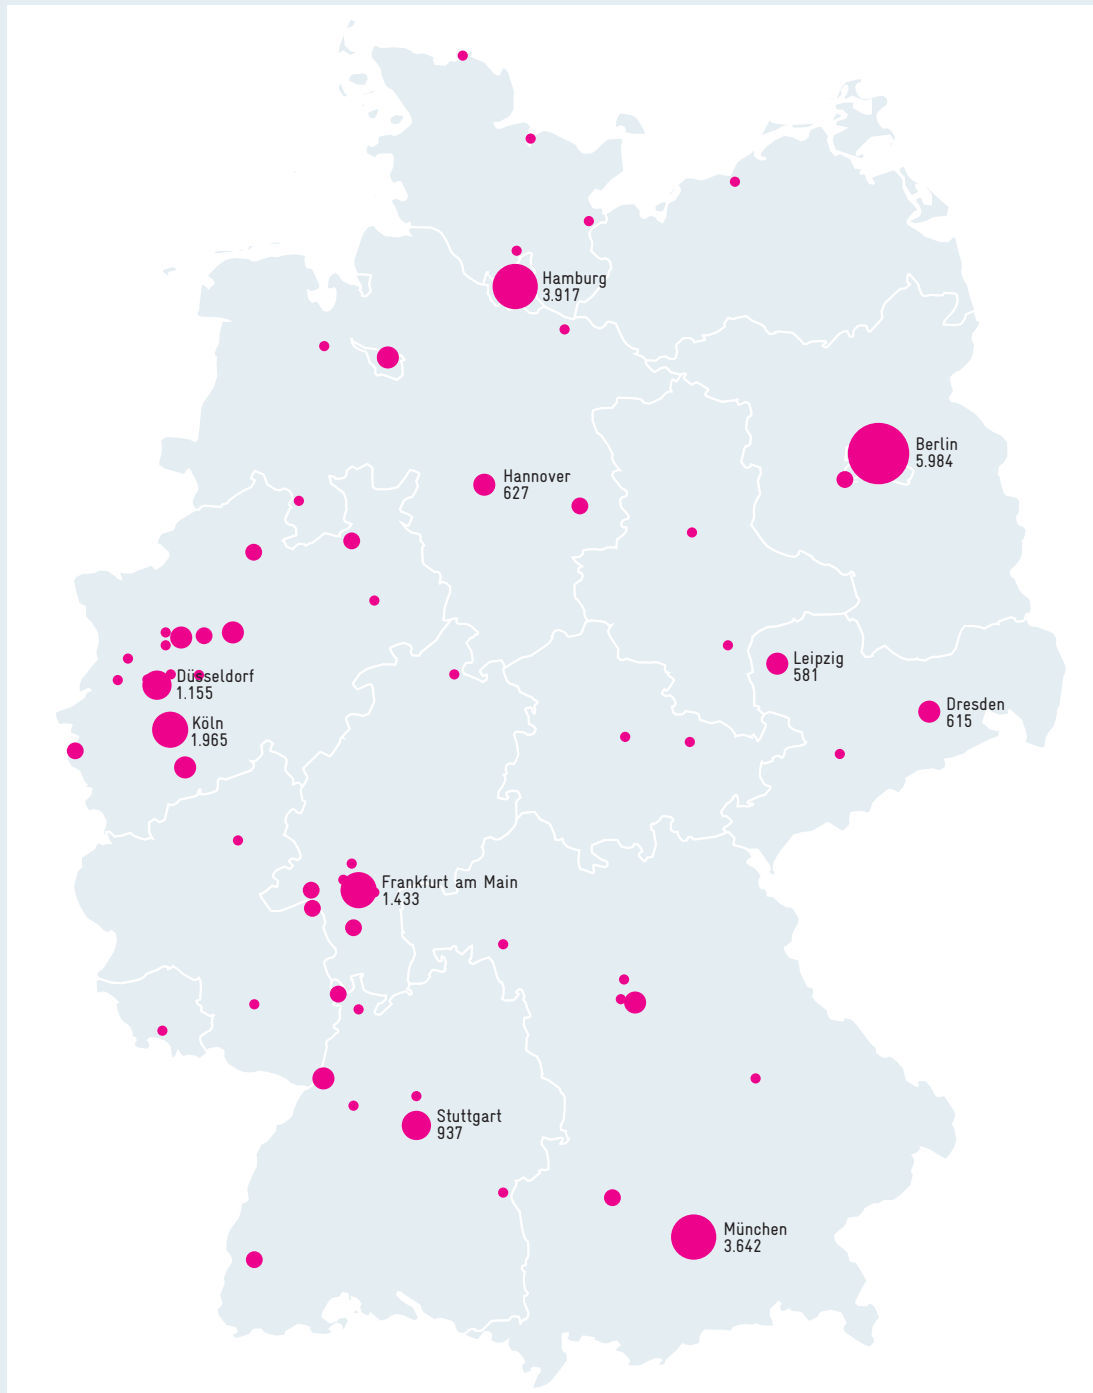 Hamburg
3.917
Berlin
5.984
Hannover
627
Leipzig
581
Düsseldorf
1.155
Dresden
615
Köln
1.965
Frankfurt am Main
1.433
Stuttgart
937
München
3.642